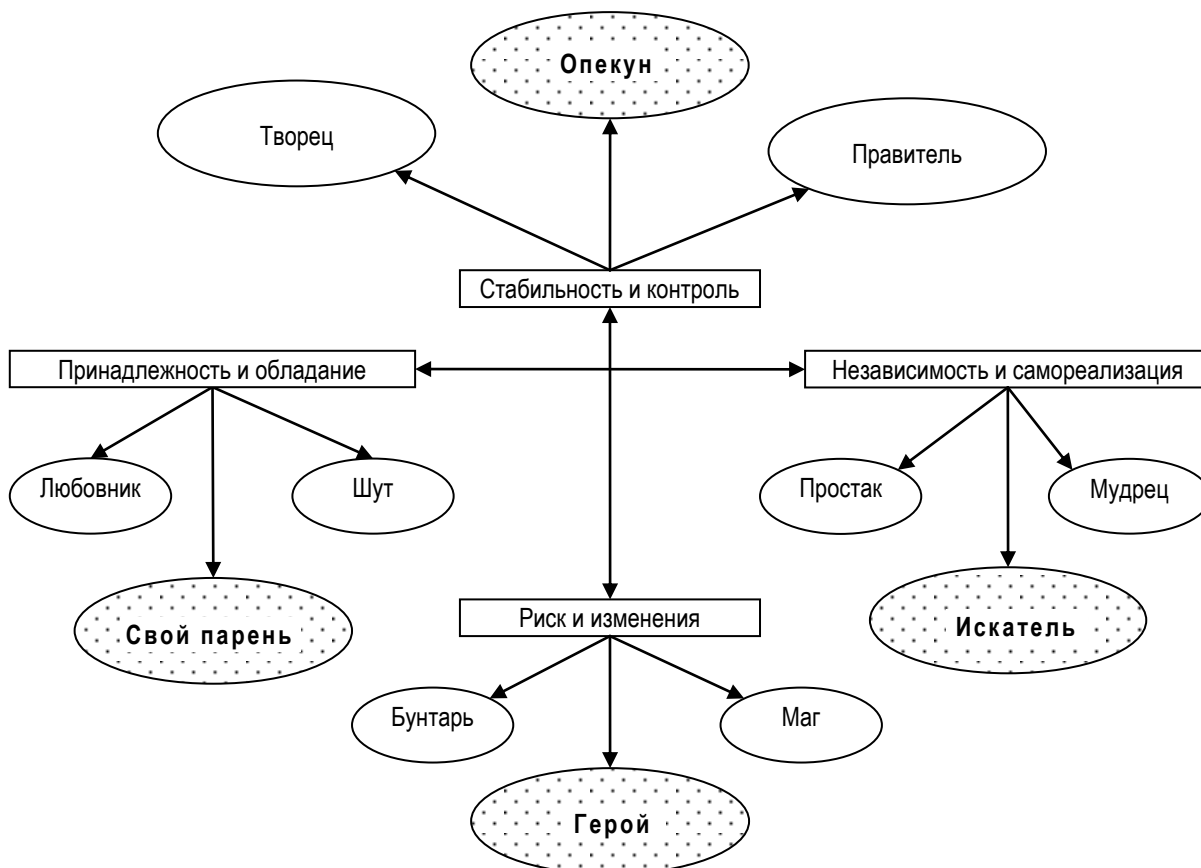 Опекун
Творец
Правитель
Стабильность и контроль
Принадлежность и обладание
Независимость и самореализация
Любовник
Шут
Простак
Мудрец
Свой парень
Риск и изменения
Искатель
Бунтарь
Маг
Герой